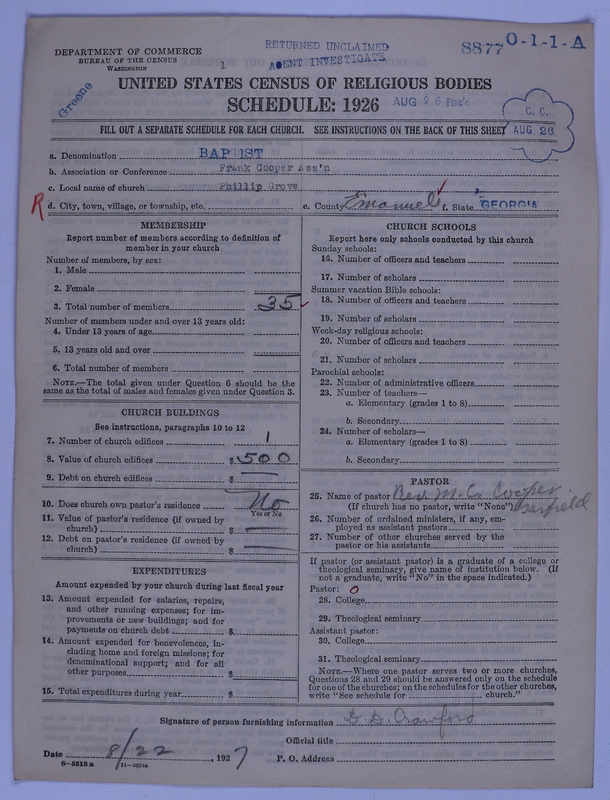 DEPARTMENT OF COMMERCE
BUREAU OF THE CENSUS
WASHINGTON
1
RETURNED UNCLAIMED
AGENT INVESTIGATE
8877 0-1-1-A
Greene
UNITED STATES CENSUS OF RELIGIOUS BODIES
SCHEDULE: 1926
AUG 26 Rec'd
C. C.
AUG 26
FILL OUT A SEPARATE SCHEDULE FOR EACH CHURCH. SEE INSTRUCTIONS ON THE BACK OF THIS SHEET
a. Denomination BAPTIST
b. Association or Conference Frank Cooper Ass'n
c. Local name of church Phillip Grove
R d. City, town, village, or township, etc. e. County Emanuel f. State GEORGIA
MEMBERSHIP
Report number of members according to definition of
member in your church
Number of members, by sex:
1. Male
2. Female
3. Total number of members 35
Number of members under and over 13 years old:
4. Under 13 years of age
5. 13 years old and over
6. Total number of members
NOTE.—The total given under Question 6 should be the
same as the total of males and females given under Question 3.
CHURCH BUILDINGS
See instructions, paragraphs 10 to 12
7. Number of church edifices 1
8. Value of church edifices $ 500
9. Debt on church edifices $
10. Does church own pastor's residence No
Yes or No
11. Value of pastor's residence (if owned by
church) $
12. Debt on pastor's residence (if owned by
church) $
EXPENDITURES
Amount expended by your church during last fiscal year
13. Amount expended for salaries, repairs,
and other running expenses; for im-
provements or new buildings; and for
payments on church debt $
14. Amount expended for benevolences, in-
cluding home and foreign missions; for
denominational support; and for all
other purposes $
15. Total expenditures during year $
CHURCH SCHOOLS
Report here only schools conducted by this church
Sunday schools:
16. Number of officers and teachers
17. Number of scholars
Summer vacation Bible schools:
18. Number of officers and teachers
19. Number of scholars
Week-day religious schools:
20. Number of officers and teachers
21. Number of scholars
Parochial schools:
22. Number of administrative officers
23. Number of teachers—
a. Elementary (grades 1 to 8)
b. Secondary
24. Number of scholars—
a. Elementary (grades 1 to 8)
b. Secondary
PASTOR
25. Name of pastor Rev. M. C. Cooper
(If church has no pastor, write "None") Garfield
26. Number of ordained ministers, if any, em-
ployed as assistant pastors
27. Number of other churches served by the
pastor or his assistants
If pastor (or assistant pastor) is a graduate of a college or
theological seminary, give name of institution below. (If
not a graduate, write "No" in the space indicated.)
Pastor: O
28. College
29. Theological seminary
Assistant pastor:
30. College
31. Theological seminary
NOTE.—Where one pastor serves two or more churches,
Questions 28 and 29 should be answered only on the schedule
for one of the churches; on the schedules for the other churches,
write "See schedule for church."
Signature of person furnishing information G. D. Crawford
Official title
Date 8/22, 1927 P. O. Address
8-5518 a